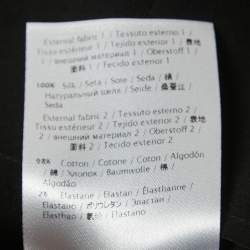 External fabric 1 / Tessuto esterno 1 /
Tissu extérieur 1 / Tejido exterior 1 / 表地
1 / внешний материал 1 / Oberstoff 1 /
面料 1 / Tecido exterior 1
100% Silk / Seta / Soie / Seda / 絹 /
Натуральный шелк / Seide / 桑蚕丝 /
Seda
External fabric 2 / Tessuto esterno 2 /
Tissu extérieur 2 / Tejido exterior 2 / 表地
2 / внешний материал 2 / Oberstoff 2 /
面料 2 / Tecido exterior 2
98% Cotton / Cotone / Coton / Algodón
/ 綿 / Хлопок / Baumwolle / 棉 /
Algodão
2% Elastane / Elastan / Élasthanne /
Elastano / ポリウレタン / Эластан /
Elasthan / 氨纶 / Elastano